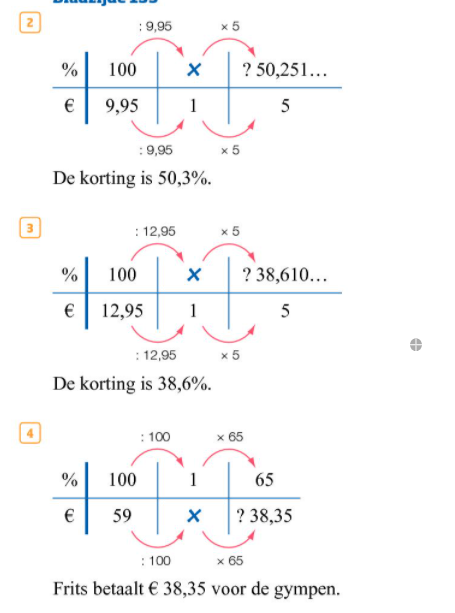 2
: 9,95 × 5
% 100 × ? 50,251…
€ 9,95 1 5
: 9,95 × 5
De korting is 50,3%.
3
: 12,95 × 5
% 100 × ? 38,610…
€ 12,95 1 5
: 12,95 × 5
De korting is 38,6%.
4
: 100 × 65
% 100 1 65
€ 59 × ? 38,35
: 100 × 65
Frits betaalt € 38,35 voor de gympen.